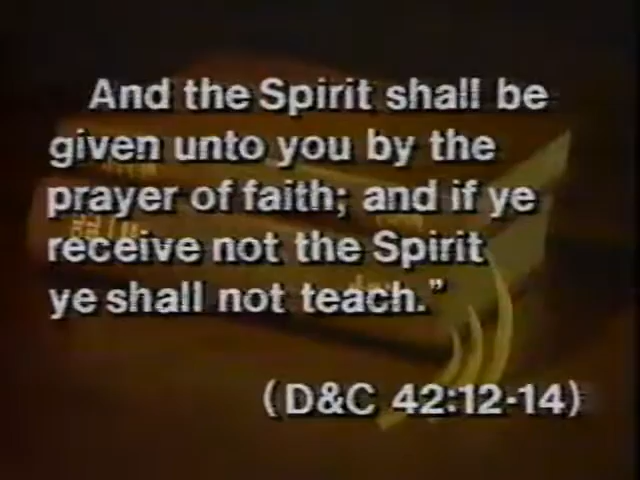 And the Spirit shall be
given unto you by the
prayer of faith; and if ye
receive not the Spirit
ye shall not teach.”
(D&C 42:12-14)